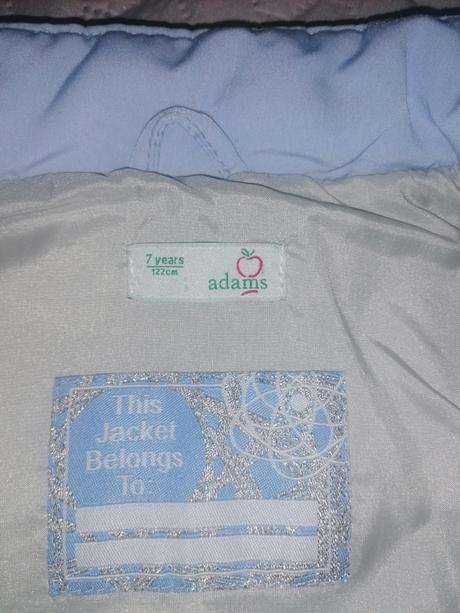 7 years
122cm
adams
This
Jacket
Belongs
To: